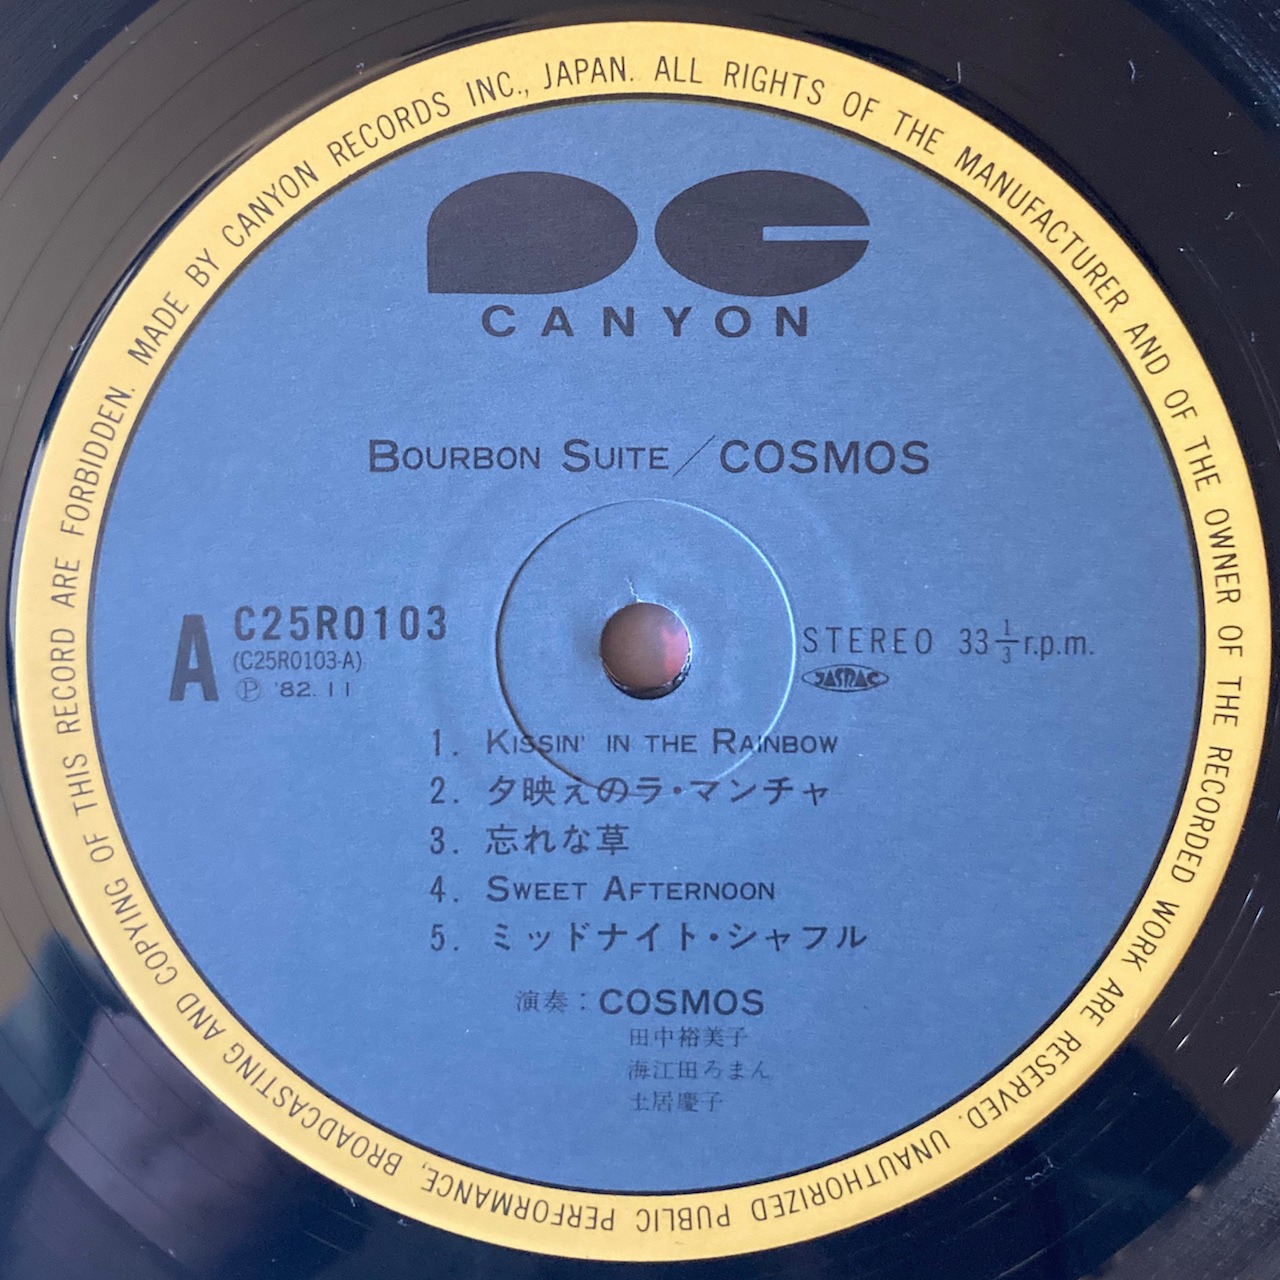 MADE BY CANYON RECORDS INC., JAPAN. ALL RIGHTS OF THE MANUFACTURER AND OF THE OWNER OF THE RECORDED WORK ARE RESERVED. UNAUTHORIZED PUBLIC PERFORMANCE, BROADCASTING AND COPYING OF THIS RECORD ARE FORBIDDEN.
PC
CANYON
BOURBON SUITE/COSMOS
A C25R0103
(C25R0103-A)
Ⓟ '82. 11
STEREO 33 1/3 r.p.m.
JASRAC
1. KISSIN' IN THE RAINBOW
2. 夕映えのラ・マンチャ
3. 忘れな草
4. SWEET AFTERNOON
5. ミッドナイト・シャフル
演奏：COSMOS
田中裕美子
海江田ろまん
土居慶子